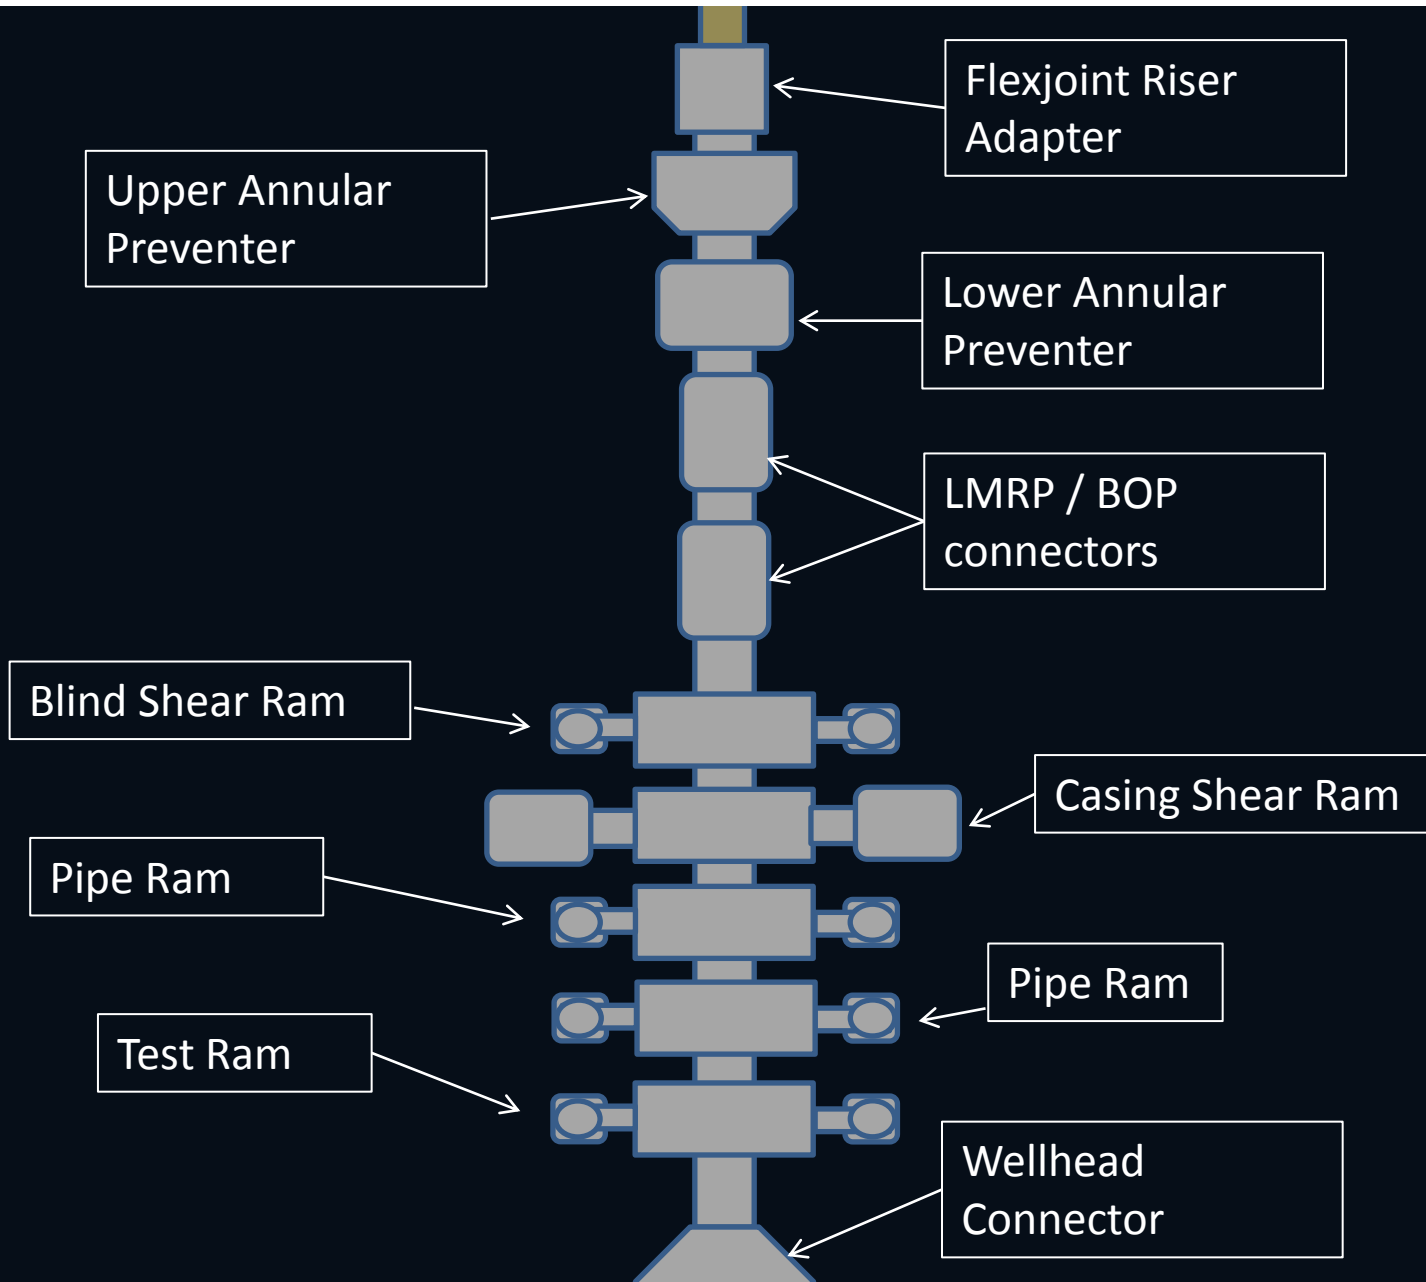 Flexjoint Riser
Adapter
Upper Annular
Preventer
Lower Annular
Preventer
LMRP / BOP
connectors
Blind Shear Ram
Casing Shear Ram
Pipe Ram
Pipe Ram
Test Ram
Wellhead
Connector